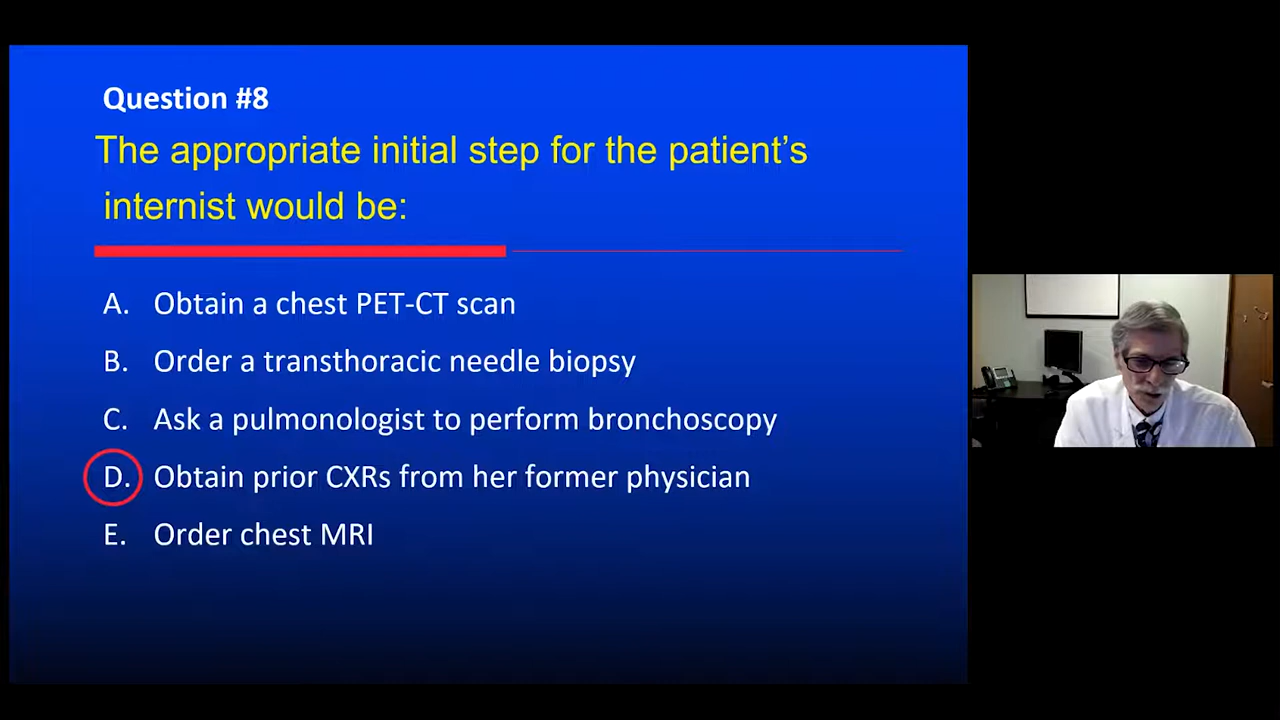 Question #8
The appropriate initial step for the patient’s
internist would be:
A. Obtain a chest PET-CT scan
B. Order a transthoracic needle biopsy
C. Ask a pulmonologist to perform bronchoscopy
D. Obtain prior CXRs from her former physician
E. Order chest MRI